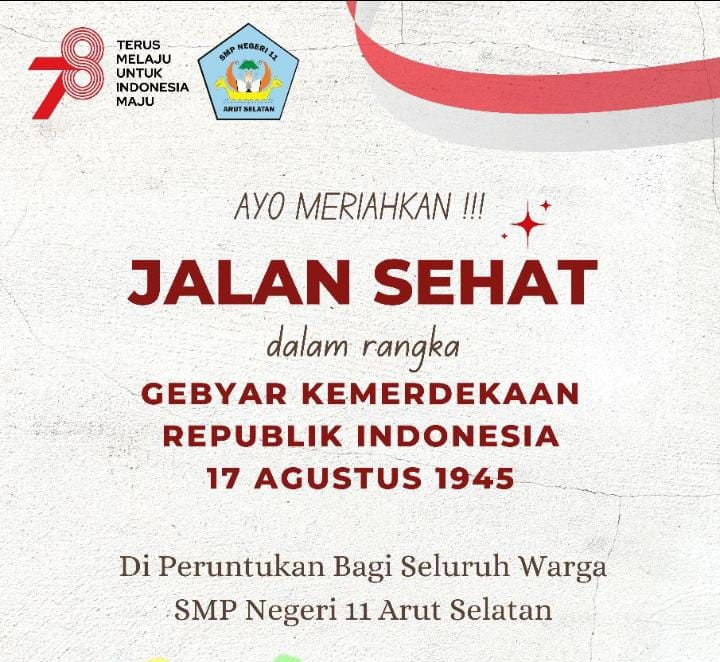 78
TERUS
MELAJU
UNTUK
INDONESIA
MAJU
SMP NEGERI 11
ARUT SELATAN
AYO MERIAHKAN !!!
JALAN SEHAT
dalam rangka
GEBYAR KEMERDEKAAN
REPUBLIK INDONESIA
17 AGUSTUS 1945
Di Peruntukan Bagi Seluruh Warga
SMP Negeri 11 Arut Selatan